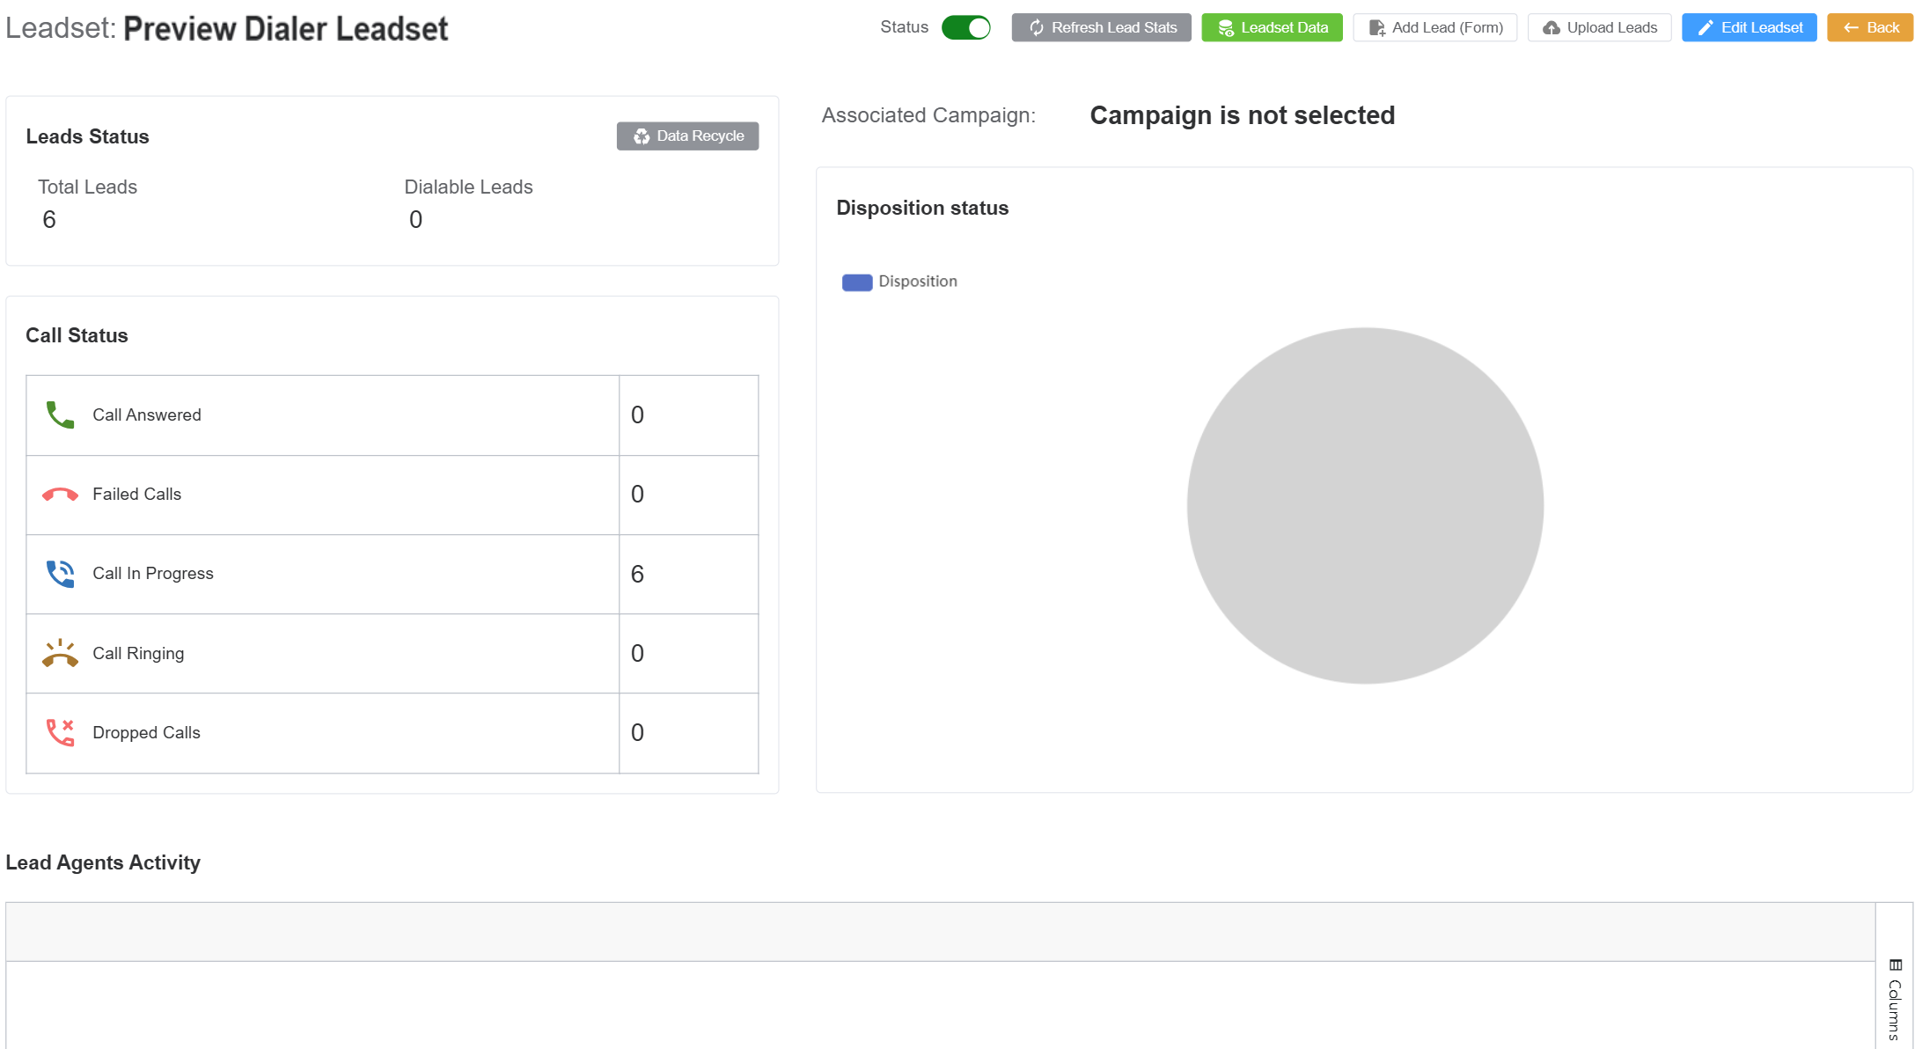 Leadset: Preview Dialer Leadset
Status
Refresh Lead Stats
Leadset Data
Add Lead (Form)
Upload Leads
Edit Leadset
Back
Leads Status
Data Recycle
Total Leads
Dialable Leads
6
0
Associated Campaign: Campaign is not selected
Disposition status
Disposition
Call Status
Call Answered 0
Failed Calls 0
Call In Progress 6
Call Ringing 0
Dropped Calls 0
Lead Agents Activity
Columns